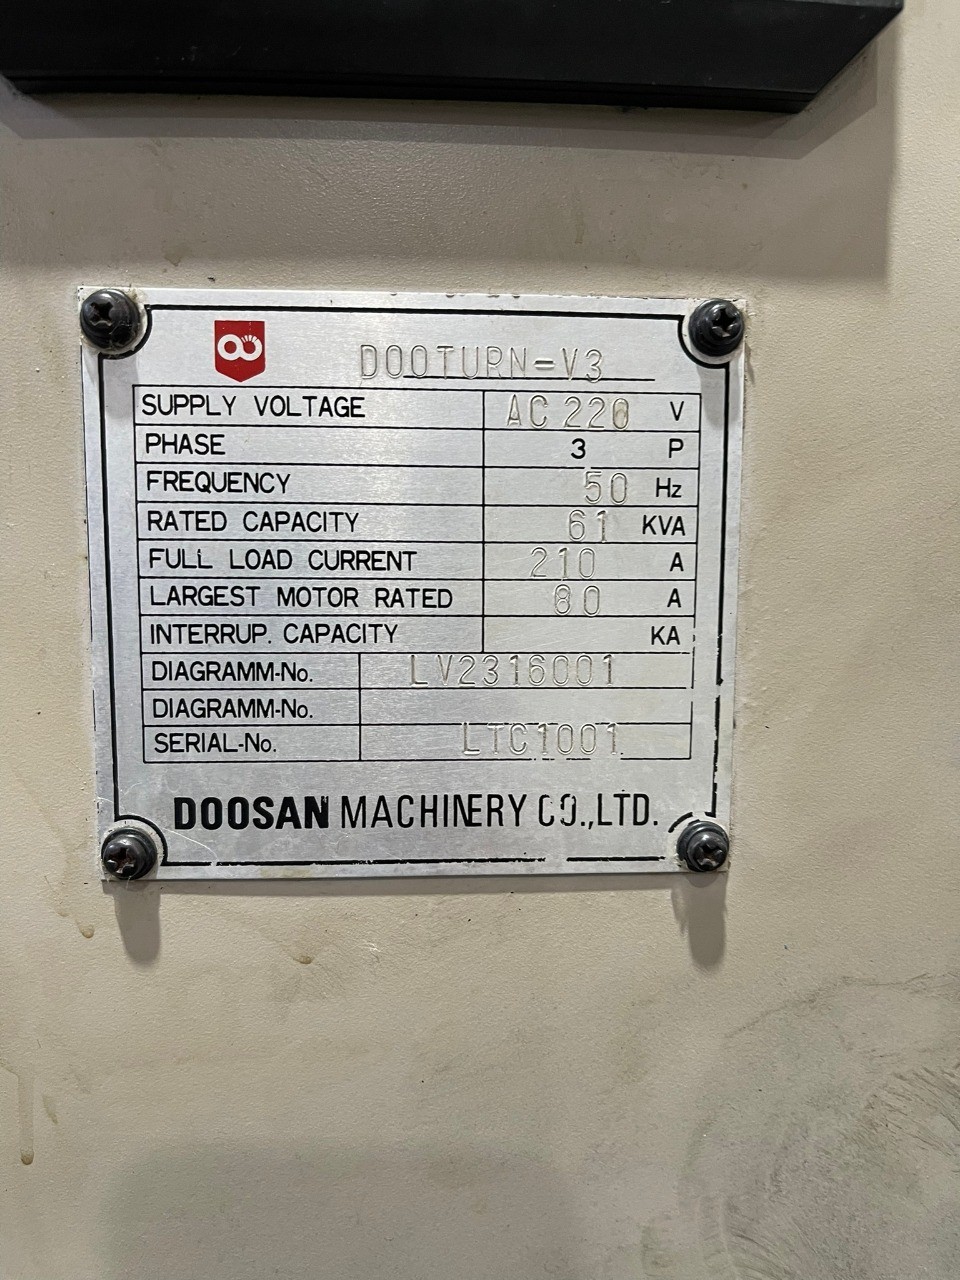 DOOTURN-V3
SUPPLY VOLTAGE AC 220 V
PHASE 3 P
FREQUENCY 50 Hz
RATED CAPACITY 61 KVA
FULL LOAD CURRENT 210 A
LARGEST MOTOR RATED 80 A
INTERRUP. CAPACITY KA
DIAGRAMM-No. LV2316001
DIAGRAMM-No.
SERIAL-No. LTC1001
DOOSAN MACHINERY CO.,LTD.